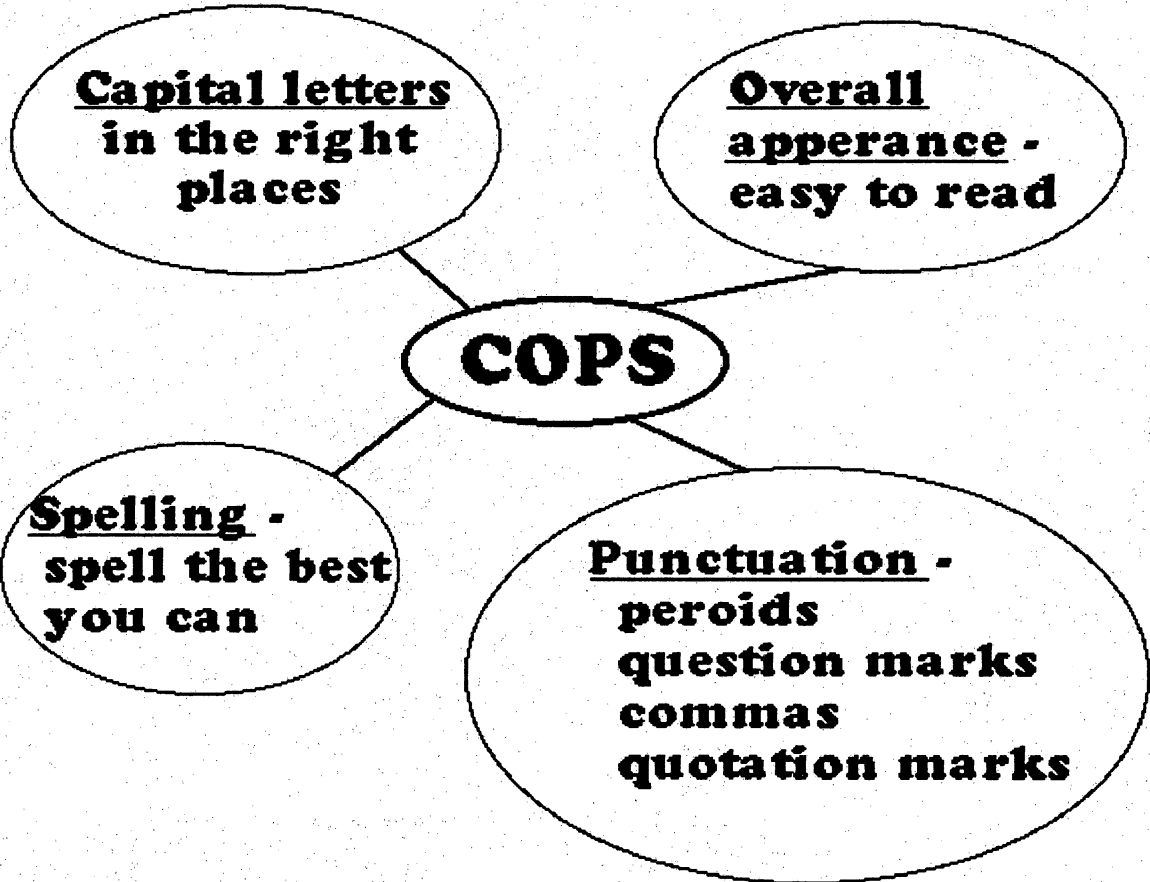 Capital letters
in the right
places
Overall
apperance -
easy to read
COPS
Spelling -
spell the best
you can
Punctuation -
peroids
question marks
commas
quotation marks